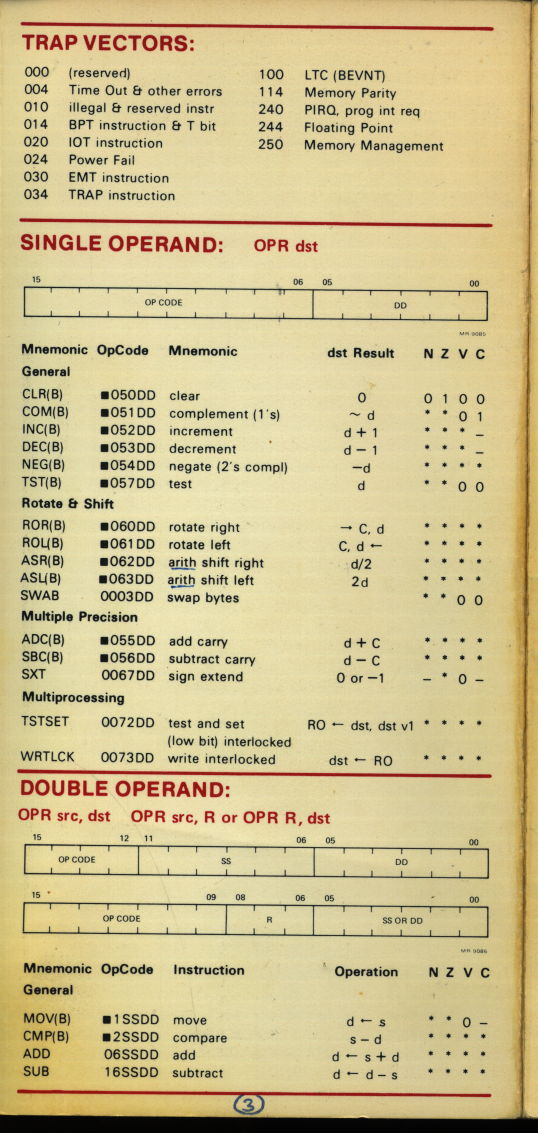 TRAP VECTORS:
000 (reserved) 100 LTC (BEVNT)
004 Time Out & other errors 114 Memory Parity
010 illegal & reserved instr 240 PIRQ, prog int req
014 BPT instruction & T bit 244 Floating Point
020 IOT instruction 250 Memory Management
024 Power Fail
030 EMT instruction
034 TRAP instruction
SINGLE OPERAND: OPR dst
15 06 05 00
OP CODE DD
MR-9085
Mnemonic OpCode Mnemonic dst Result N Z V C
General
CLR(B) ■050DD clear 0 0 1 0 0
COM(B) ■051DD complement (1's) ~ d * * 0 1
INC(B) ■052DD increment d + 1 * * * –
DEC(B) ■053DD decrement d – 1 * * * –
NEG(B) ■054DD negate (2's compl) –d * * * *
TST(B) ■057DD test d * * 0 0
Rotate & Shift
ROR(B) ■060DD rotate right → C, d * * * *
ROL(B) ■061DD rotate left C, d ← * * * *
ASR(B) ■062DD arith shift right d/2 * * * *
ASL(B) ■063DD arith shift left 2d * * * *
SWAB 0003DD swap bytes * * 0 0
Multiple Precision
ADC(B) ■055DD add carry d + C * * * *
SBC(B) ■056DD subtract carry d – C * * * *
SXT 0067DD sign extend 0 or –1 – * 0 –
Multiprocessing
TSTSET 0072DD test and set R0 ← dst, dst v1 * * * *
(low bit) interlocked
WRTLCK 0073DD write interlocked dst ← R0 * * * *
DOUBLE OPERAND:
OPR src, dst OPR src, R or OPR R, dst
15 12 11 06 05 00
OP CODE SS DD
15 09 08 06 05 00
OP CODE R SS OR DD
MR-9086
Mnemonic OpCode Instruction Operation N Z V C
General
MOV(B) ■1SSDD move d ← s * * 0 –
CMP(B) ■2SSDD compare s – d * * * *
ADD 06SSDD add d ← s + d * * * *
SUB 16SSDD subtract d ← d – s * * * *
3